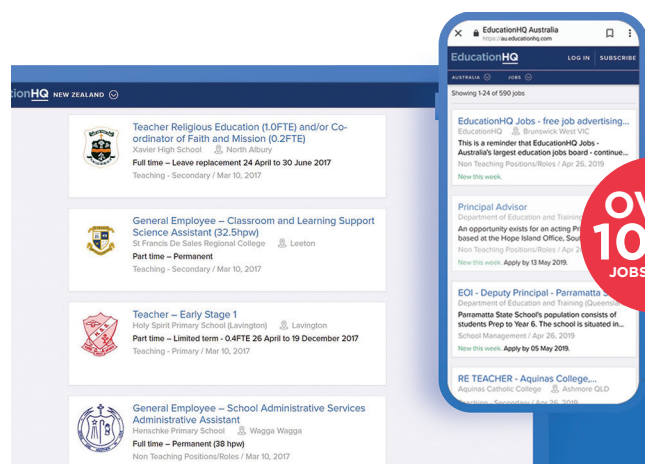 tionHQ NEW ZEALAND
Teacher Religious Education (1.0FTE) and/or Co-
ordinator of Faith and Mission (0.2FTE)
Xavier High School North Albury
Full time – Leave replacement 24 April to 30 June 2017
Teaching - Secondary / Mar 10, 2017
General Employee – Classroom and Learning Support
Science Assistant (32.5hpw)
St Francis De Sales Regional College Leeton
Part time – Permanent
Teaching - Secondary / Mar 10, 2017
Teacher – Early Stage 1
Holy Spirit Primary School (Lavington) Lavington
Part time – Limited term - 0.4FTE 26 April to 19 December 2017
Teaching - Primary / Mar 10, 2017
General Employee – School Administrative Services
Administrative Assistant
Henschke Primary School Wagga Wagga
Full time – Permanent (38 hpw)
Non Teaching Positions/Roles / Mar 10, 2017
EducationHQ Australia
https://au.educationhq.com
EducationHQ LOG IN SUBSCRIBE
AUSTRALIA JOBS
Showing 1-24 of 590 jobs
EducationHQ Jobs - free job advertising...
EducationHQ Brunswick West VIC
This is a reminder that EducationHQ Jobs -
Australia's largest education jobs board - continue...
Non Teaching Positions/Roles / Apr 26, 2019
New this week.
Principal Advisor
Department of Education and Training
An opportunity exists for an acting Pri
based at the Hope Island Office, Sout
Non Teaching Positions/Roles / Apr 2
New this week. Apply by 13 May 2019.
EOI - Deputy Principal - Parramatta S
Department of Education and Training (Queensla
Parramatta State School's population consists of
students Prep to Year 6. The school is situated in...
School Management / Apr 26, 2019
New this week. Apply by 05 May 2019.
RE TEACHER - Aquinas College,...
Aquinas Catholic College Ashmore QLD
Teaching - Secondary / Apr 26, 2019
OV
10
JOBS